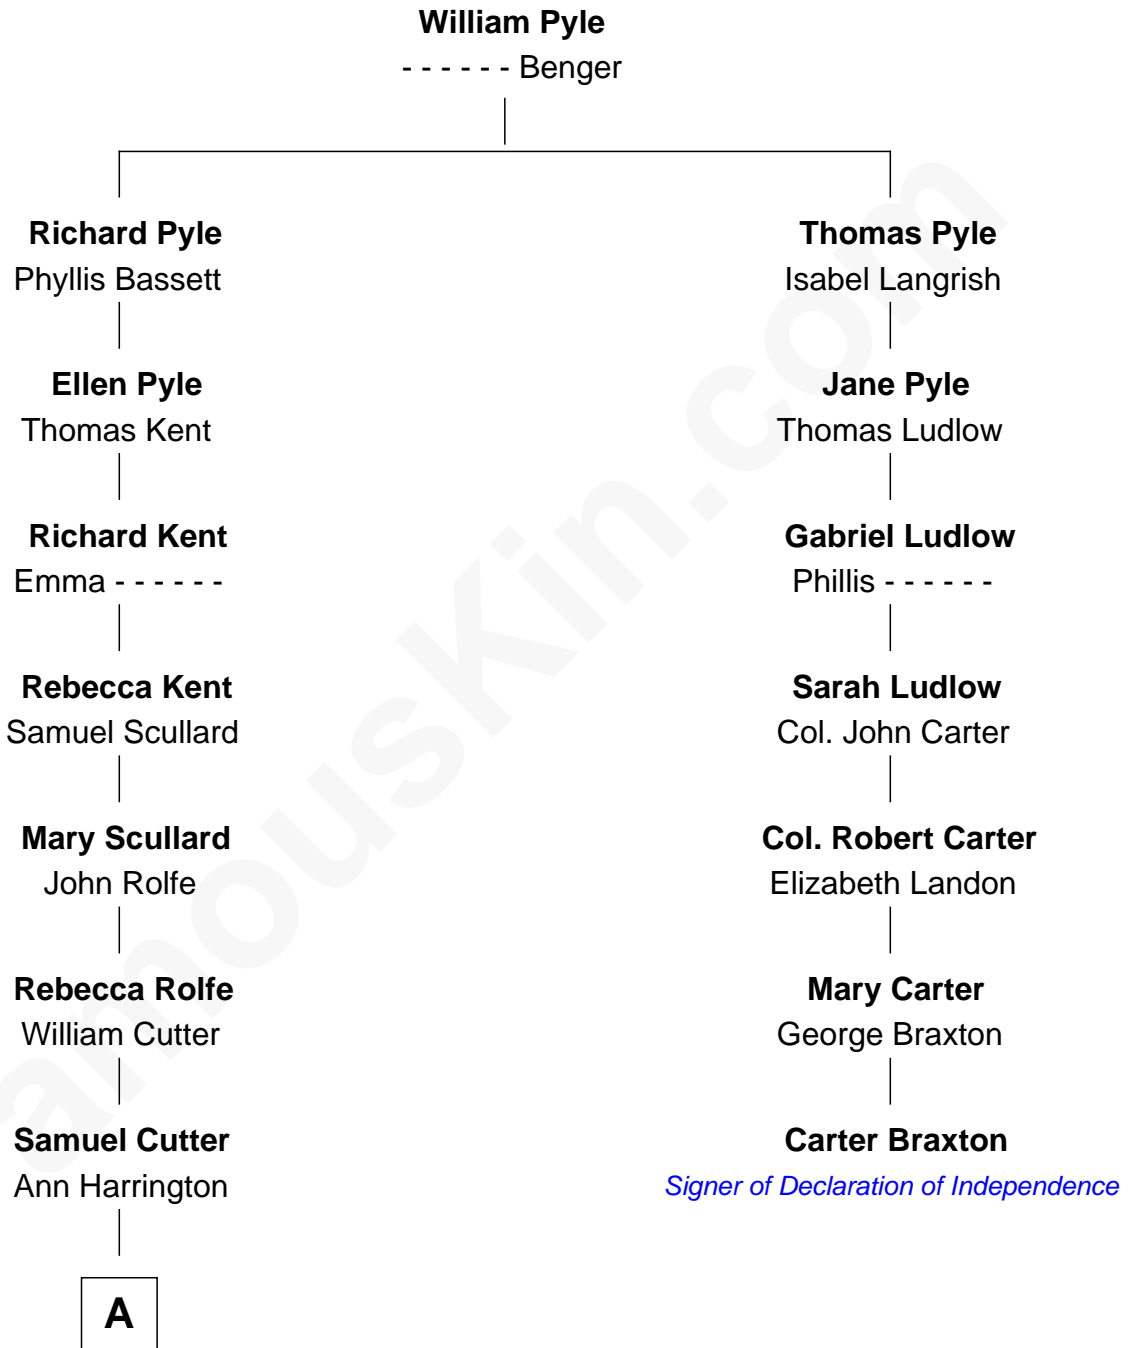 William Pyle
- - - - - - Benger
Richard Pyle
Phyllis Bassett
Thomas Pyle
Isabel Langrish
Ellen Pyle
Thomas Kent
Jane Pyle
Thomas Ludlow
Richard Kent
Emma - - - - - -
Gabriel Ludlow
Phillis - - - - - -
Rebecca Kent
Samuel Scullard
Sarah Ludlow
Col. John Carter
Mary Scullard
John Rolfe
Col. Robert Carter
Elizabeth Landon
Rebecca Rolfe
William Cutter
Mary Carter
George Braxton
Samuel Cutter
Ann Harrington
Carter Braxton
Signer of Declaration of Independence
A
amouskin.com